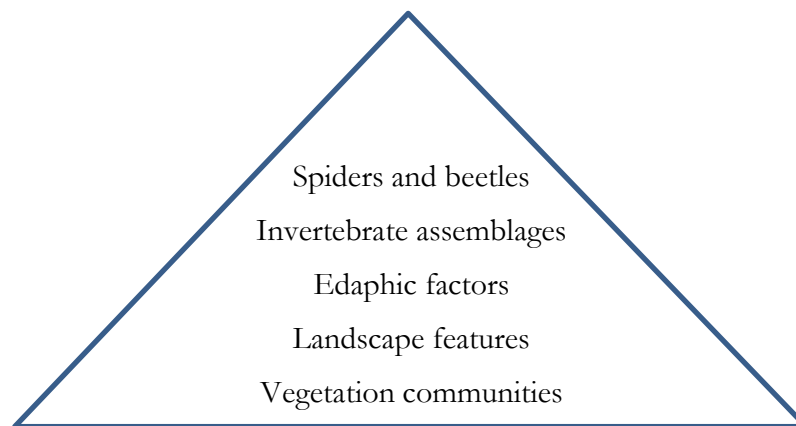 Spiders and beetles
Invertebrate assemblages
Edaphic factors
Landscape features
Vegetation communities